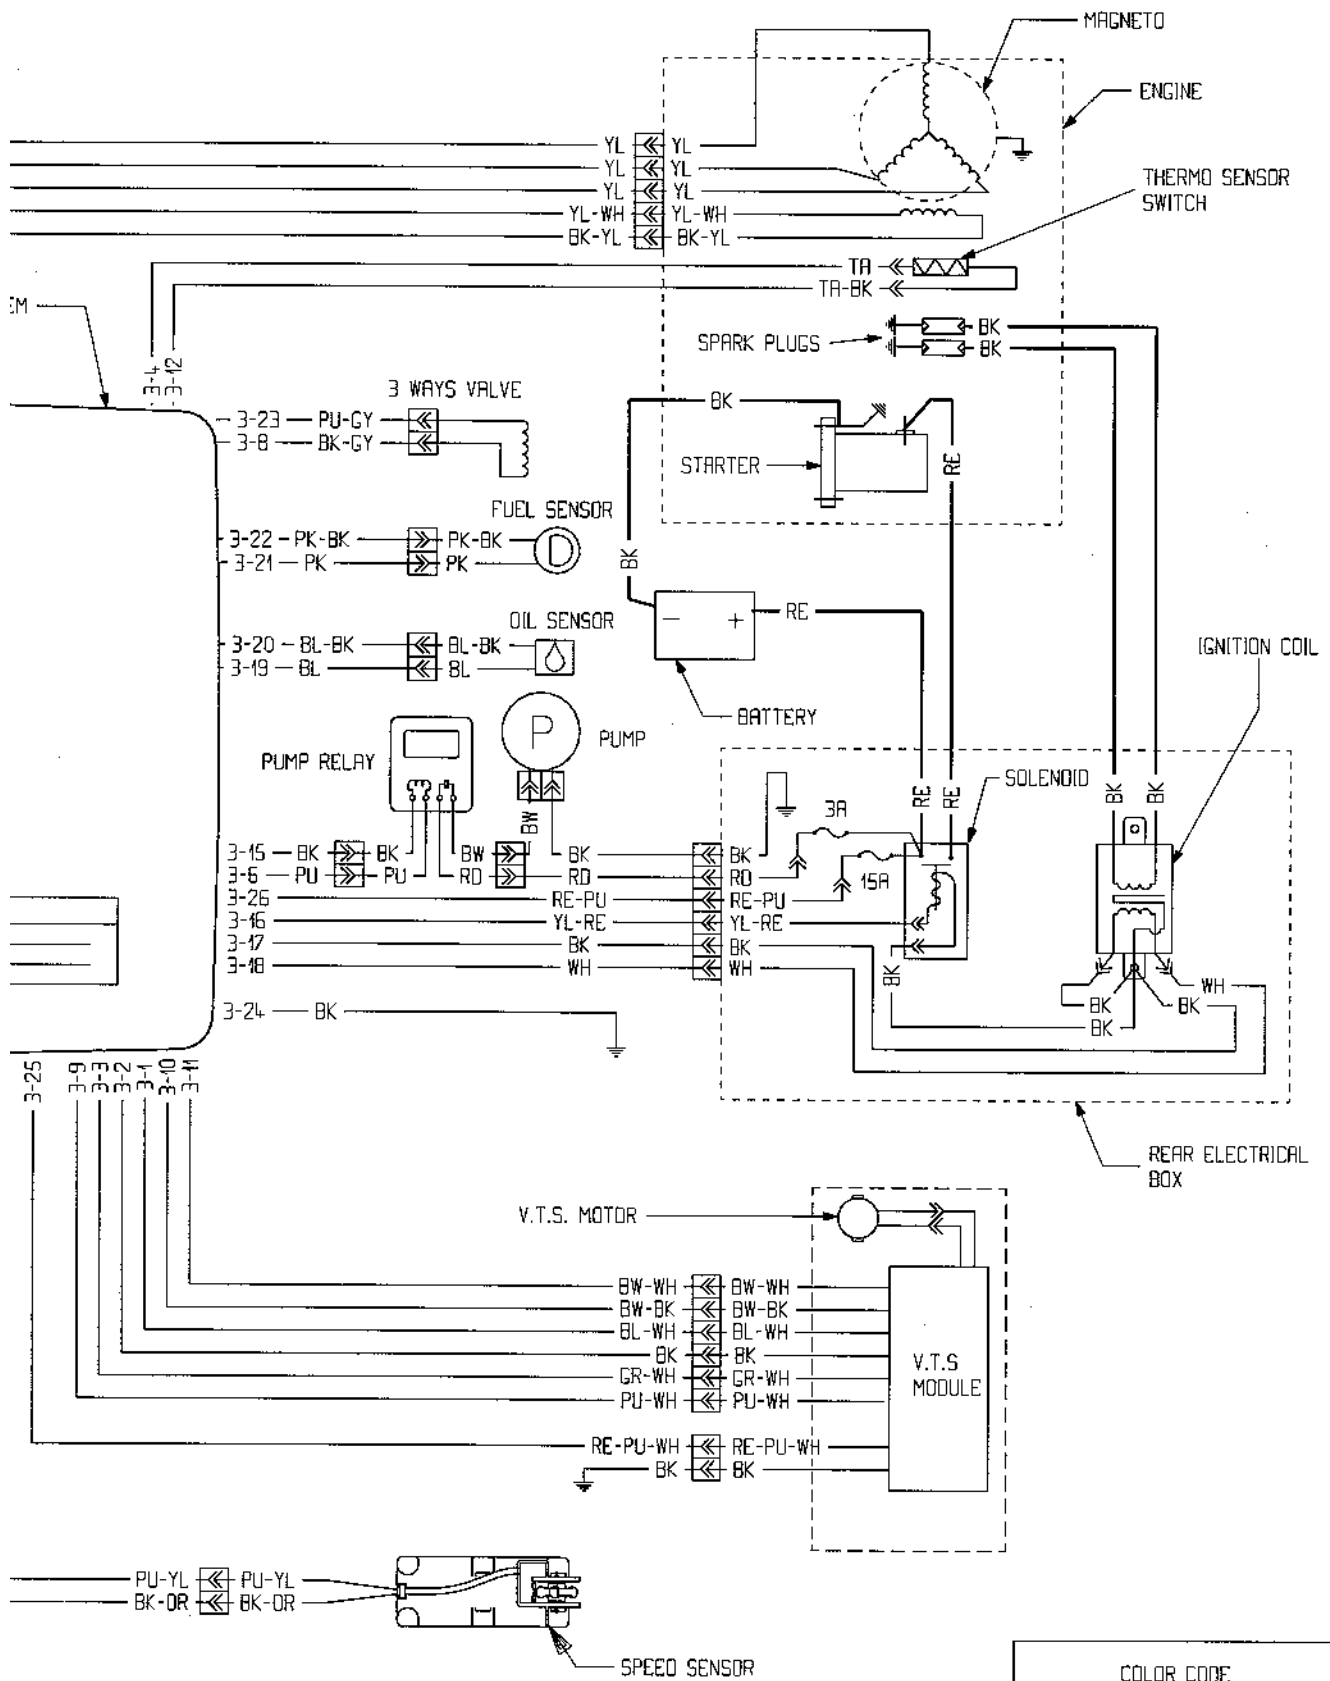 MAGNETO
ENGINE
YL YL
YL YL
YL YL
YL-WH YL-WH
BK-YL BK-YL
THERMO SENSOR
SWITCH
TA
TA-BK
EM
SPARK PLUGS
BK
BK
3-4
3-12
3 WAYS VALVE
3-23 PU-GY
3-8 BK-GY
BK
STARTER
RE
FUEL SENSOR
3-22 PK-BK PK-BK
3-21 PK PK
BK
- +
RE
OIL SENSOR
3-20 BL-BK BL-BK
3-19 BL BL
BATTERY
IGNITION COIL
P
PUMP
PUMP RELAY
SOLENOID
BW
3A
RE
RE
BK
BK
3-15 BK BK BW BK BK
3-6 PU PU RD RD RD
15A
3-26 RE-PU RE-PU
3-16 YL-RE YL-RE
3-17 BK BK
3-18 WH WH
BK
WH
BK
BK
BK
3-24 BK
3-25
3-9
3-3
3-2
3-1
3-10
3-11
REAR ELECTRICAL
BOX
V.T.S. MOTOR
BW-WH BW-WH
BW-BK BW-BK
BL-WH BL-WH
BK BK
GR-WH GR-WH
PU-WH PU-WH
V.T.S
MODULE
RE-PU-WH RE-PU-WH
BK BK
PU-YL PU-YL
BK-OR BK-OR
SPEED SENSOR
COLOR CODE